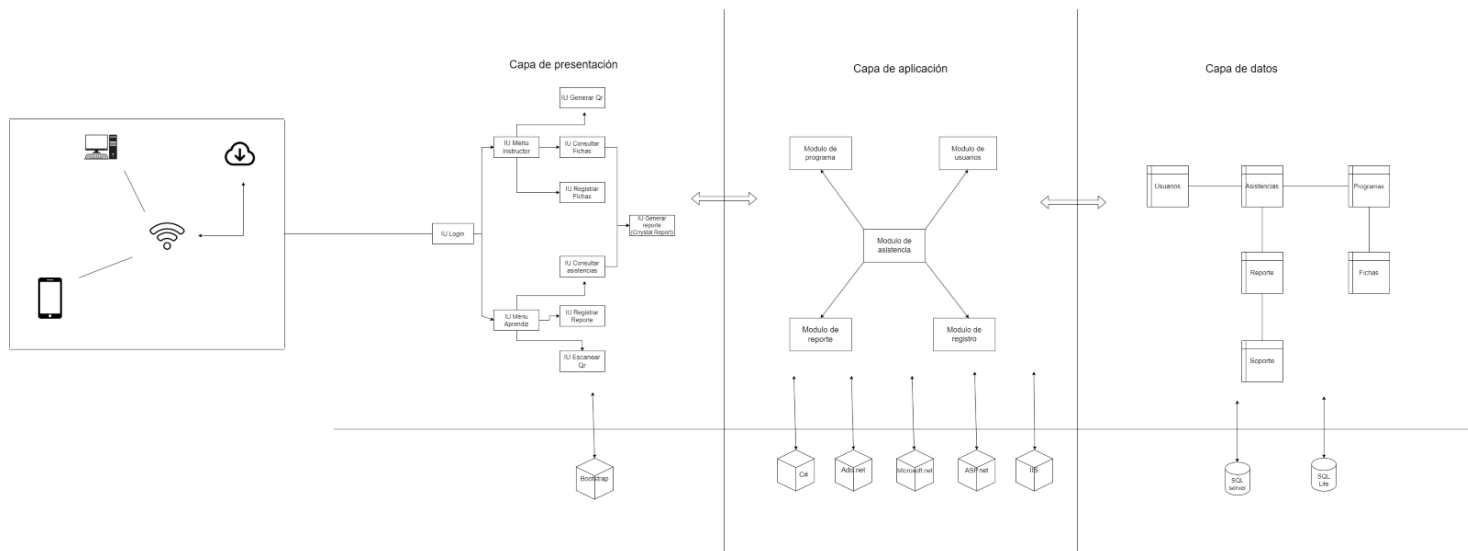 Capa de presentación
IU Generar Qr
IU Menu
Instructor
IU Consultar
Fichas
IU Registrar
Fichas
IU Login
IU Generar
reporte
(Crystal Report)
IU Consultar
asistencias
IU Menu
Aprendiz
IU Registrar
Reporte
IU Escanear
Qr
Bootstrap
Capa de aplicación
Modulo de
programa
Modulo de
usuarios
Modulo de
asistencia
Modulo de
reporte
Modulo de
registro
C#
Ado.net
Microsoft.net
ASP.net
IIS
Capa de datos
Usuarios
Asistencias
Programas
Reporte
Fichas
Soporte
SQL
server
SQL
Lite